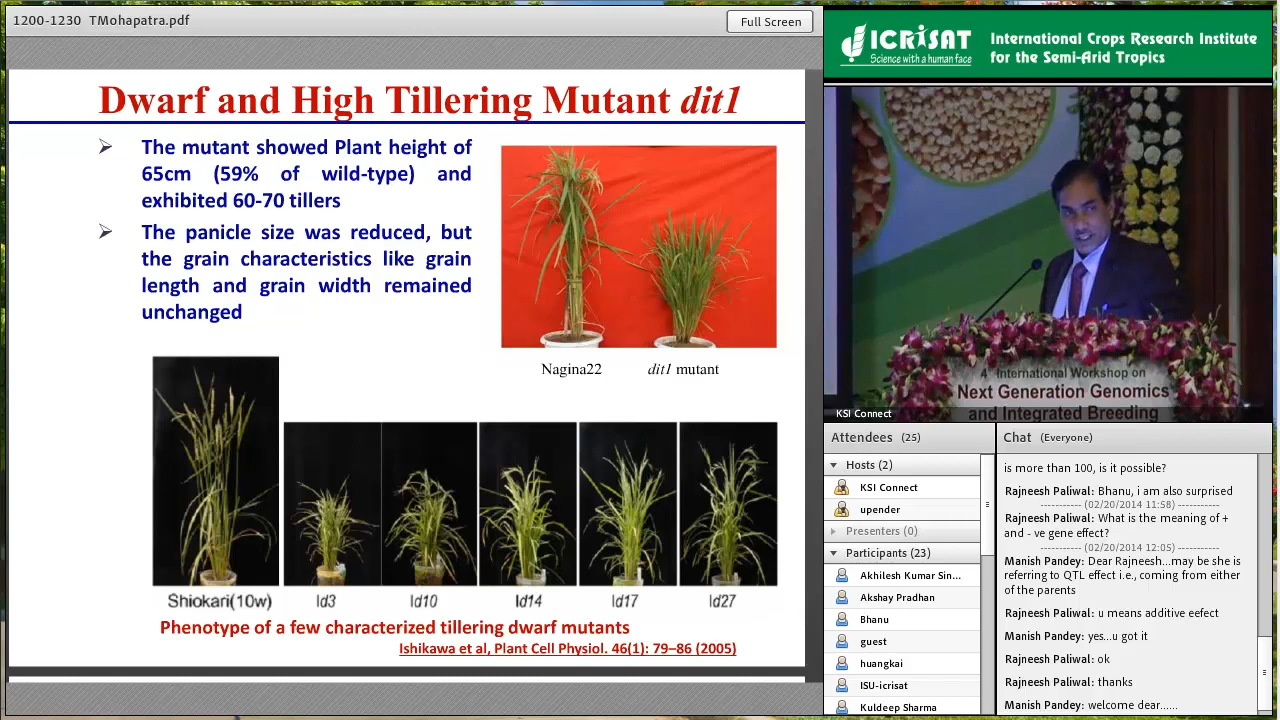 1200-1230 TMohapatra.pdf
Full Screen
Dwarf and High Tillering Mutant dit1
The mutant showed Plant height of
65cm (59% of wild-type) and
exhibited 60-70 tillers
The panicle size was reduced, but
the grain characteristics like grain
length and grain width remained
unchanged
Nagina22
dit1 mutant
Shiokari(10w)
Id3
Id10
Id14
Id17
Id27
Phenotype of a few characterized tillering dwarf mutants
Ishikawa et al, Plant Cell Physiol. 46(1): 79–86 (2005)
ICRISAT
Science with a human face
International Crops Research Institute
for the Semi-Arid Tropics
4th International Workshop on
Next Generation Genomics
and Integrated Breeding
KSI Connect
Attendees (25)
Hosts (2)
KSI Connect
upender
Presenters (0)
Participants (23)
Akhilesh Kumar Sin...
Akshay Pradhan
Bhanu
guest
huangkai
ISU-icrisat
Kuldeep Sharma
Chat (Everyone)
is more than 100, is it possible?
Rajneesh Paliwal: Bhanu, i am also surprised
----------- (02/20/2014 11:58) -----------
Rajneesh Paliwal: What is the meaning of +
and - ve gene effect?
----------- (02/20/2014 12:05) -----------
Manish Pandey: Dear Rajneesh...may be she is
referring to QTL effect i.e., coming from either
of the parents
Rajneesh Paliwal: u means additive eefect
Manish Pandey: yes...u got it
Rajneesh Paliwal: ok
Rajneesh Paliwal: thanks
Manish Pandey: welcome dear......